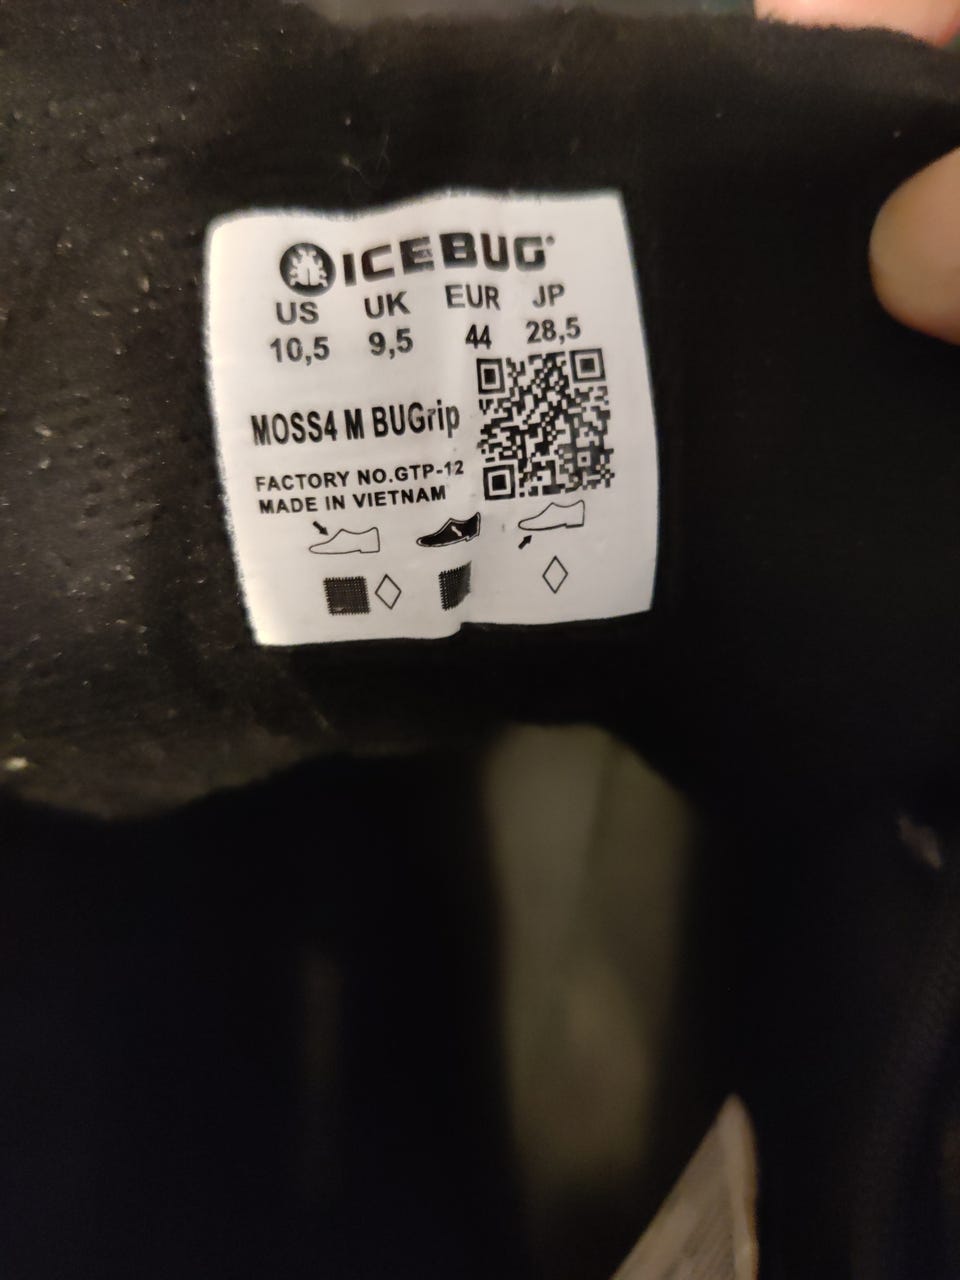 ICEBUG
US UK EUR JP
10,5 9,5 44 28,5
MOSS4 M BUGrip
FACTORY NO.GTP-12
MADE IN VIETNAM